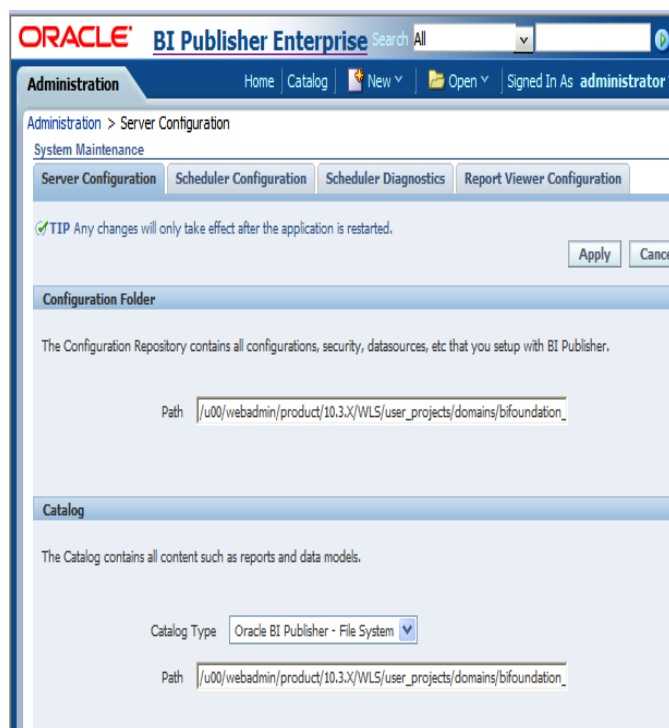 ORACLE BI Publisher Enterprise Search All
Administration Home Catalog New Open Signed In As administrator
Administration > Server Configuration
System Maintenance
Server Configuration Scheduler Configuration Scheduler Diagnostics Report Viewer Configuration
TIP Any changes will only take effect after the application is restarted.
Apply Cance
Configuration Folder
The Configuration Repository contains all configurations, security, datasources, etc that you setup with BI Publisher.
Path /u00/webadmin/product/10.3.X/WLS/user_projects/domains/bifoundation_
Catalog
The Catalog contains all content such as reports and data models.
Catalog Type Oracle BI Publisher - File System
Path /u00/webadmin/product/10.3.X/WLS/user_projects/domains/bifoundation_